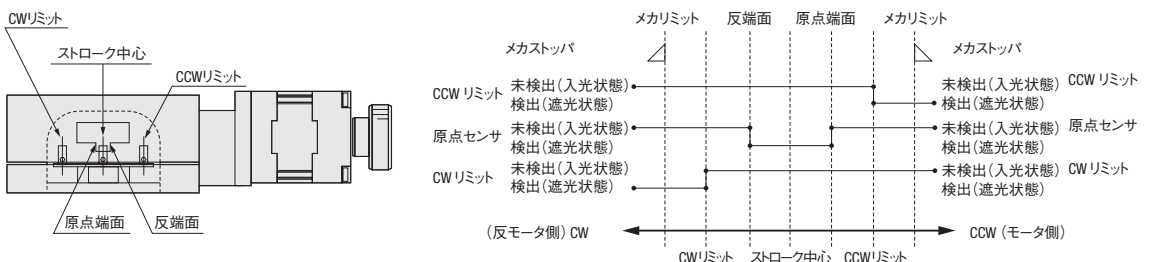 CWリミット
ストローク中心
CCWリミット
原点端面
反端面
メカリミット
反端面
原点端面
メカリミット
メカストッパ
メカストッパ
CCW リミット
未検出(入光状態)
検出(遮光状態)
未検出(入光状態)
検出(遮光状態)
CCW リミット
原点センサ
未検出(入光状態)
検出(遮光状態)
未検出(入光状態)
検出(遮光状態)
原点センサ
CW リミット
未検出(入光状態)
検出(遮光状態)
未検出(入光状態)
検出(遮光状態)
CW リミット
(反モータ側) CW
CCW (モータ側)
CWリミット
ストローク中心
CCWリミット